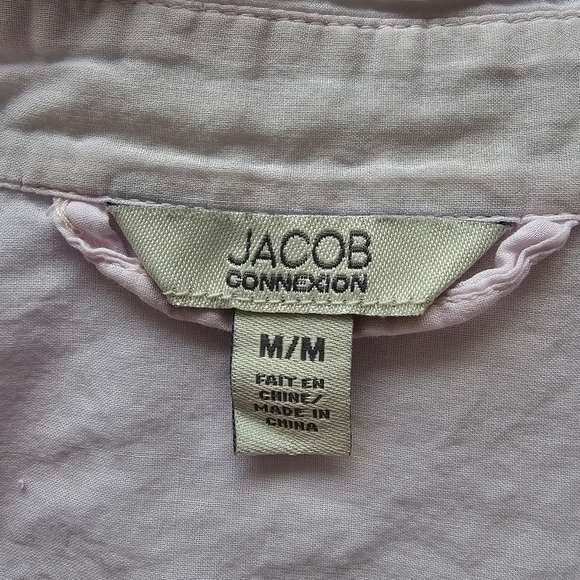 JACOB
CONNEXION
M/M
FAIT EN
CHINE/
MADE IN
CHINA